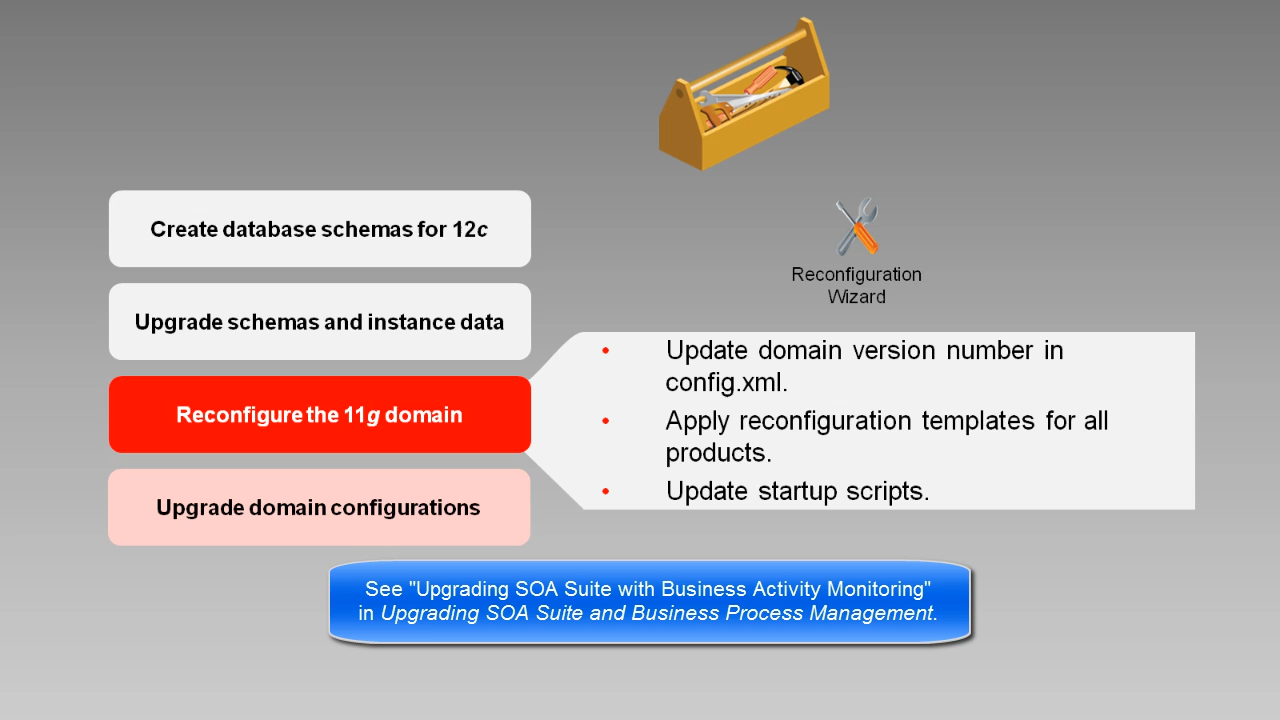 Create database schemas for 12c
Upgrade schemas and instance data
Reconfigure the 11g domain
Upgrade domain configurations
Reconfiguration
Wizard
• Update domain version number in
config.xml.
• Apply reconfiguration templates for all
products.
• Update startup scripts.
See "Upgrading SOA Suite with Business Activity Monitoring"
in Upgrading SOA Suite and Business Process Management.